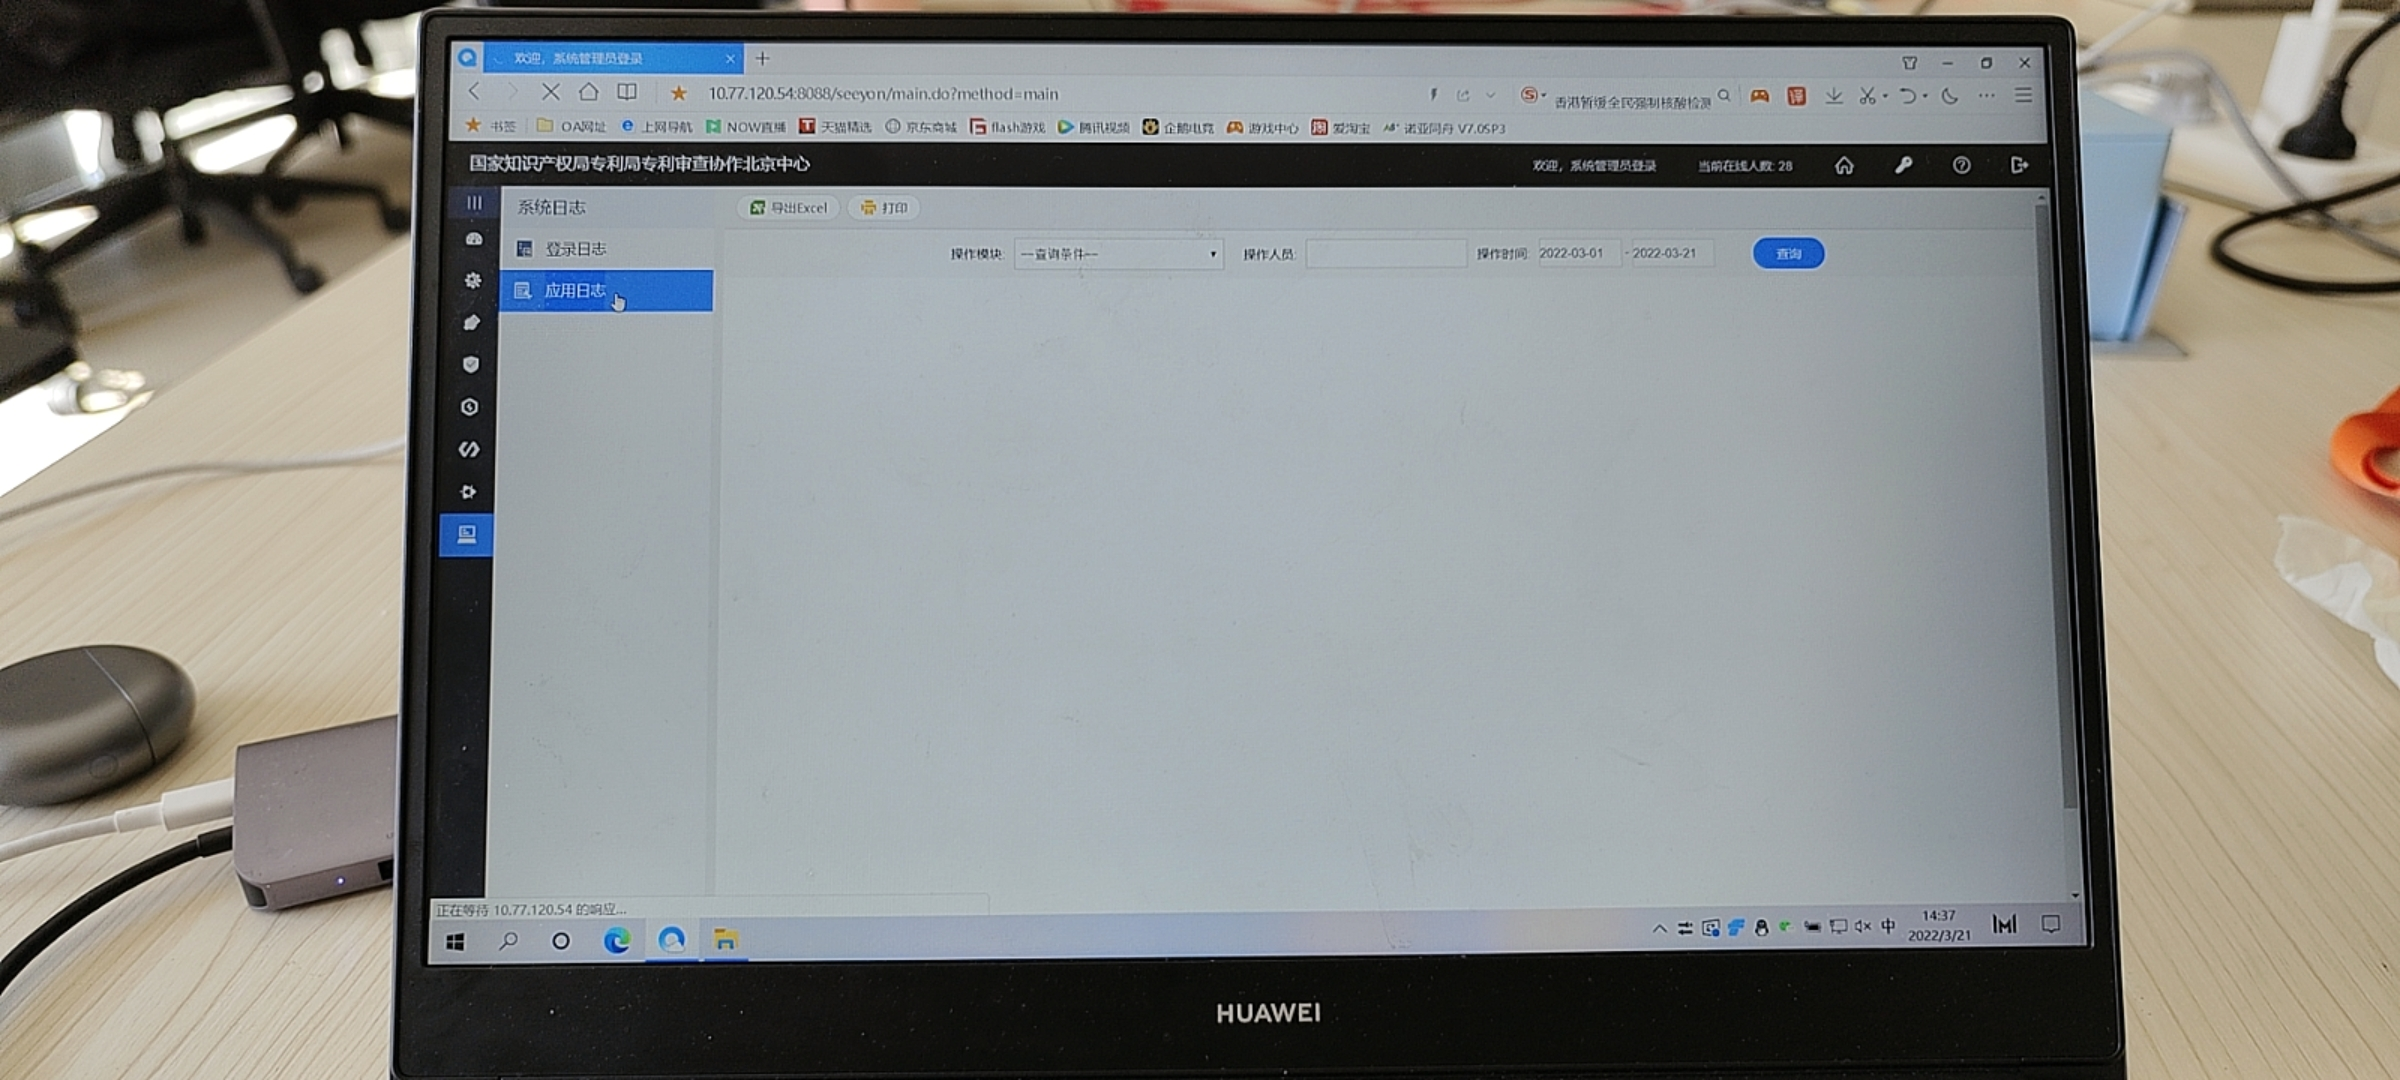 欢迎，系统管理员登录
10.77.120.54:8088/seeyon/main.do?method=main
香港暂缓全民强制核酸检测
译
书签 OA网址 上网导航 NOW直播 天猫精选 京东商城 flash游戏 腾讯视频 企鹅电竞 游戏中心 爱淘宝 A8+ 诺亚同舟 V7.0SP3
国家知识产权局专利局专利审查协作北京中心 欢迎，系统管理员登录 当前在线人数: 28
系统日志 导出Excel 打印
登录日志
操作模块: ---查询条件--- 操作人员: 操作时间: 2022-03-01 - 2022-03-21 查询
应用日志
正在等待 10.77.120.54 的响应...
中 14:37
2022/3/21
HUAWEI